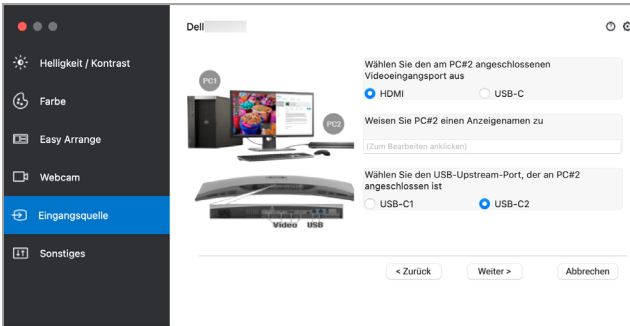 Dell
Helligkeit / Kontrast
Farbe
Easy Arrange
Webcam
Eingangsquelle
Sonstiges
PC1
PC2
Video USB
Wählen Sie den am PC#2 angeschlossenen
Videoeingangsport aus
HDMI USB-C
Weisen Sie PC#2 einen Anzeigenamen zu
(Zum Bearbeiten anklicken)
Wählen Sie den USB-Upstream-Port, der an PC#2
angeschlossen ist
USB-C1 USB-C2
< Zurück Weiter > Abbrechen